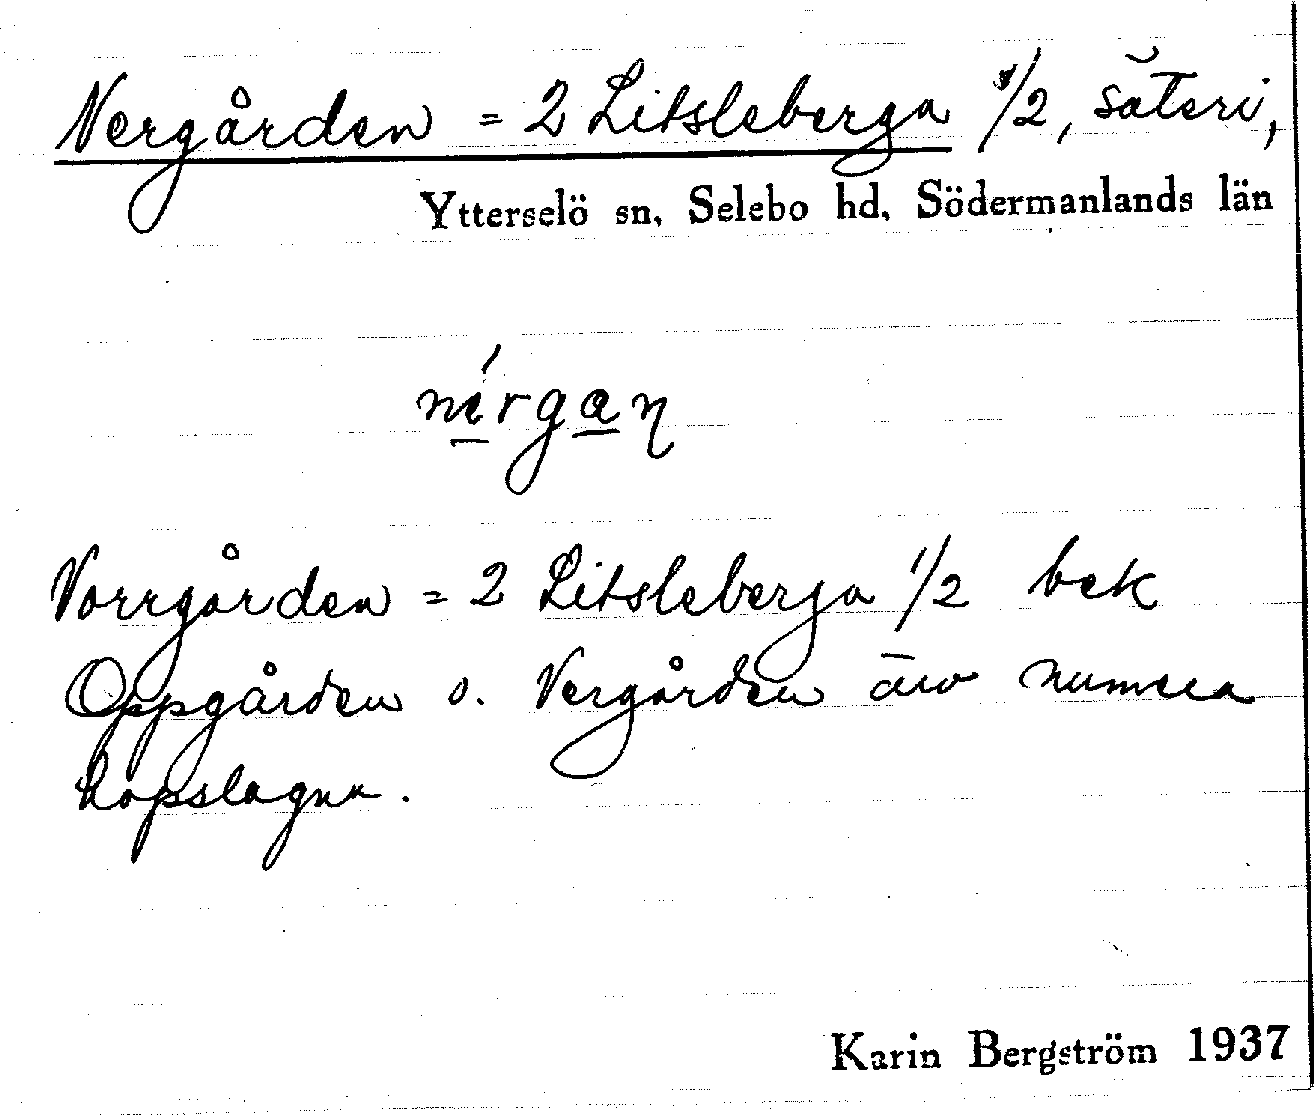 Nergården = 2 Litsleberga 1/2, säteri,
Ytterselö sn, Selebo hd, Södermanlands län
nérgan
Norrgården = 2 Litsleberga 1/2 bek
Oppgården o. Nergården äro numera
hopslagna.
Karin Bergström 1937